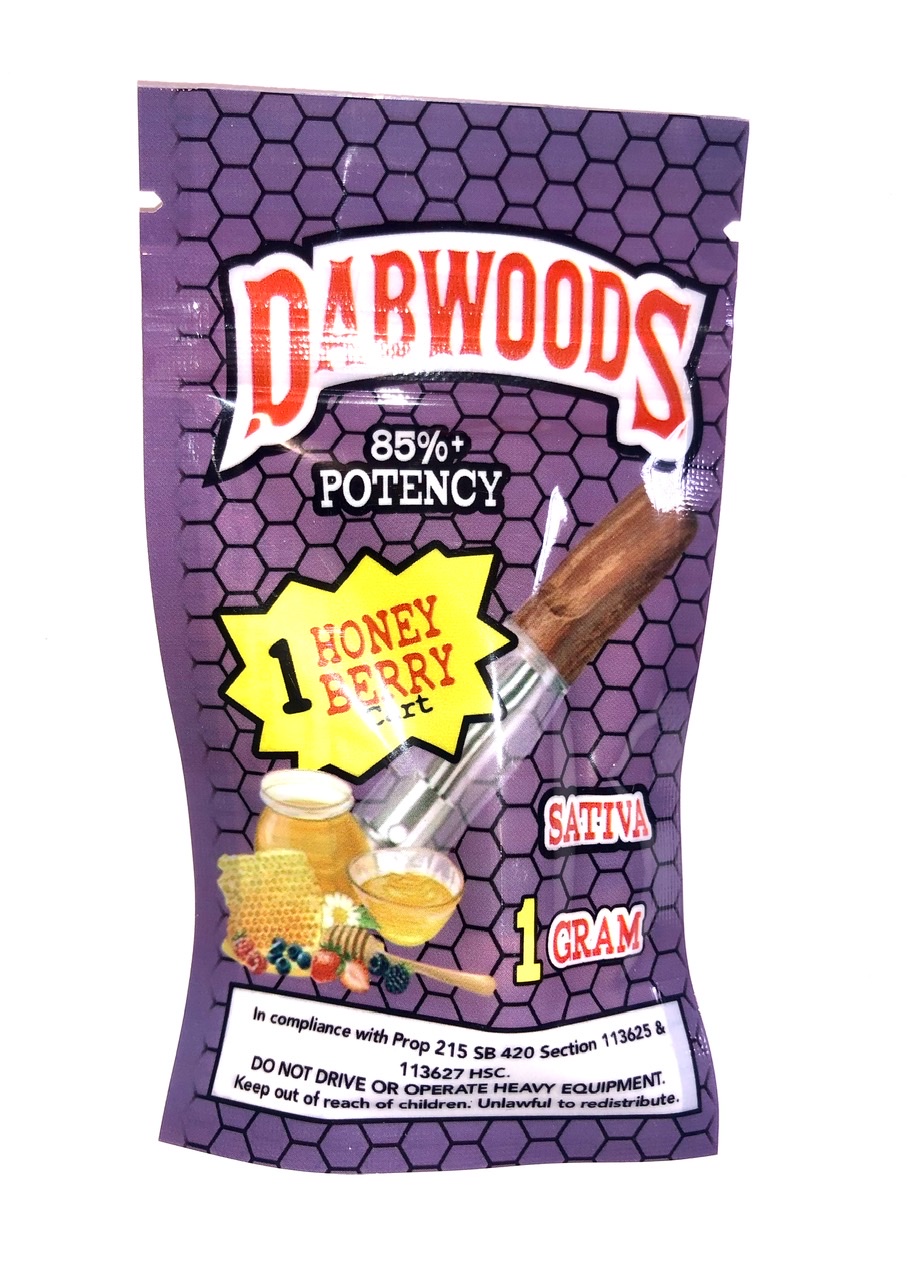 DABWOODS
85%+
POTENCY
1 HONEY
BERRY
Cart
SATIVA
1 GRAM
In compliance with Prop 215 SB 420 Section 113625 &
113627 HSC.
DO NOT DRIVE OR OPERATE HEAVY EQUIPMENT.
Keep out of reach of children. Unlawful to redistribute.